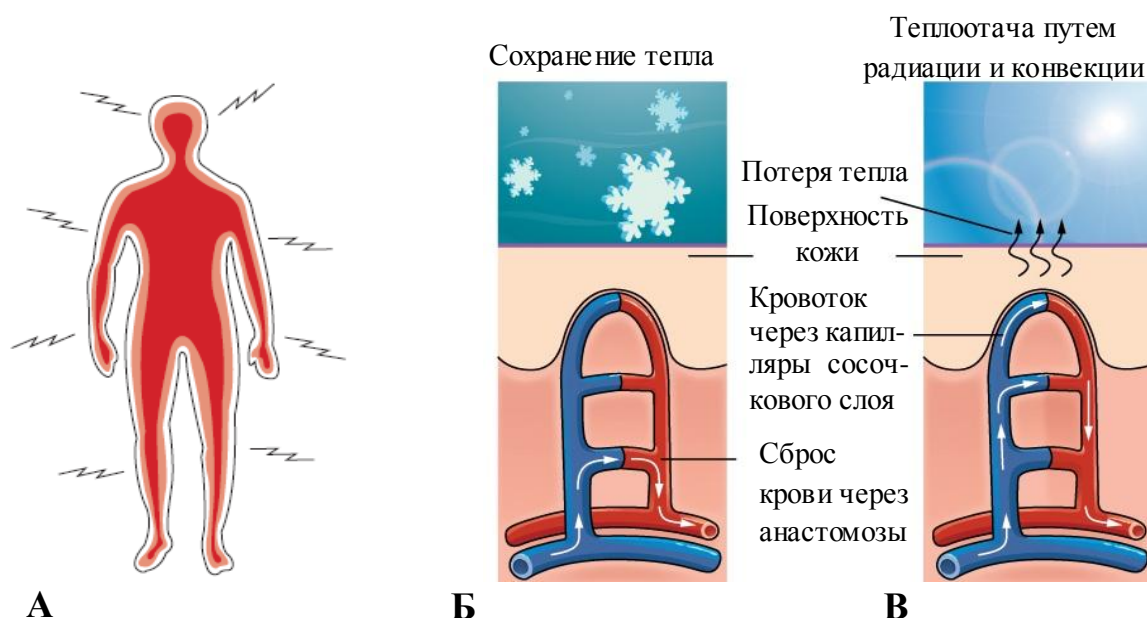 Сохранение тепла
Теплоотача путем
радиации и конвекции
Потеря тепла
Поверхность
кожи
Кровоток
через капил-
ляры сосоч-
кового слоя
Сброс
крови через
анастомозы
А
Б
В